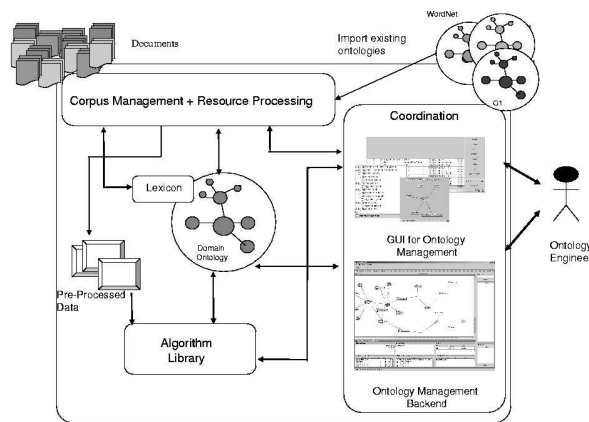 WordNet
Documents
Import existing
ontologies
O1
Corpus Management + Resource Processing
Coordination
Lexicon
Domain
Ontology
GUI for Ontology
Management
Ontology
Engineer
Pre-Processed
Data
Algorithm
Library
Ontology Management
Backend